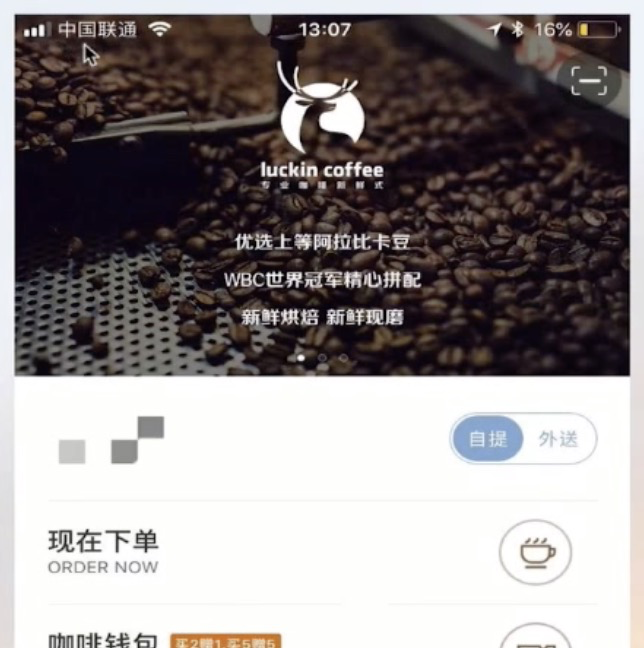 中国联通 13:07 16%
luckin coffee
专业咖啡新鲜式
优选上等阿拉比卡豆
WBC世界冠军精心拼配
新鲜烘焙 新鲜现磨
自提 外送
现在下单
ORDER NOW
咖啡钱包 买2赠1 买5赠5